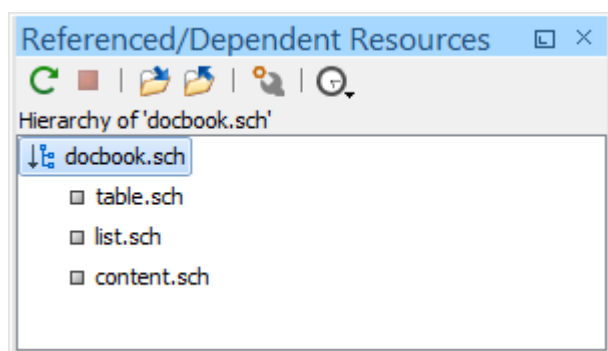 Referenced/Dependent Resources
Hierarchy of 'docbook.sch'
docbook.sch
table.sch
list.sch
content.sch